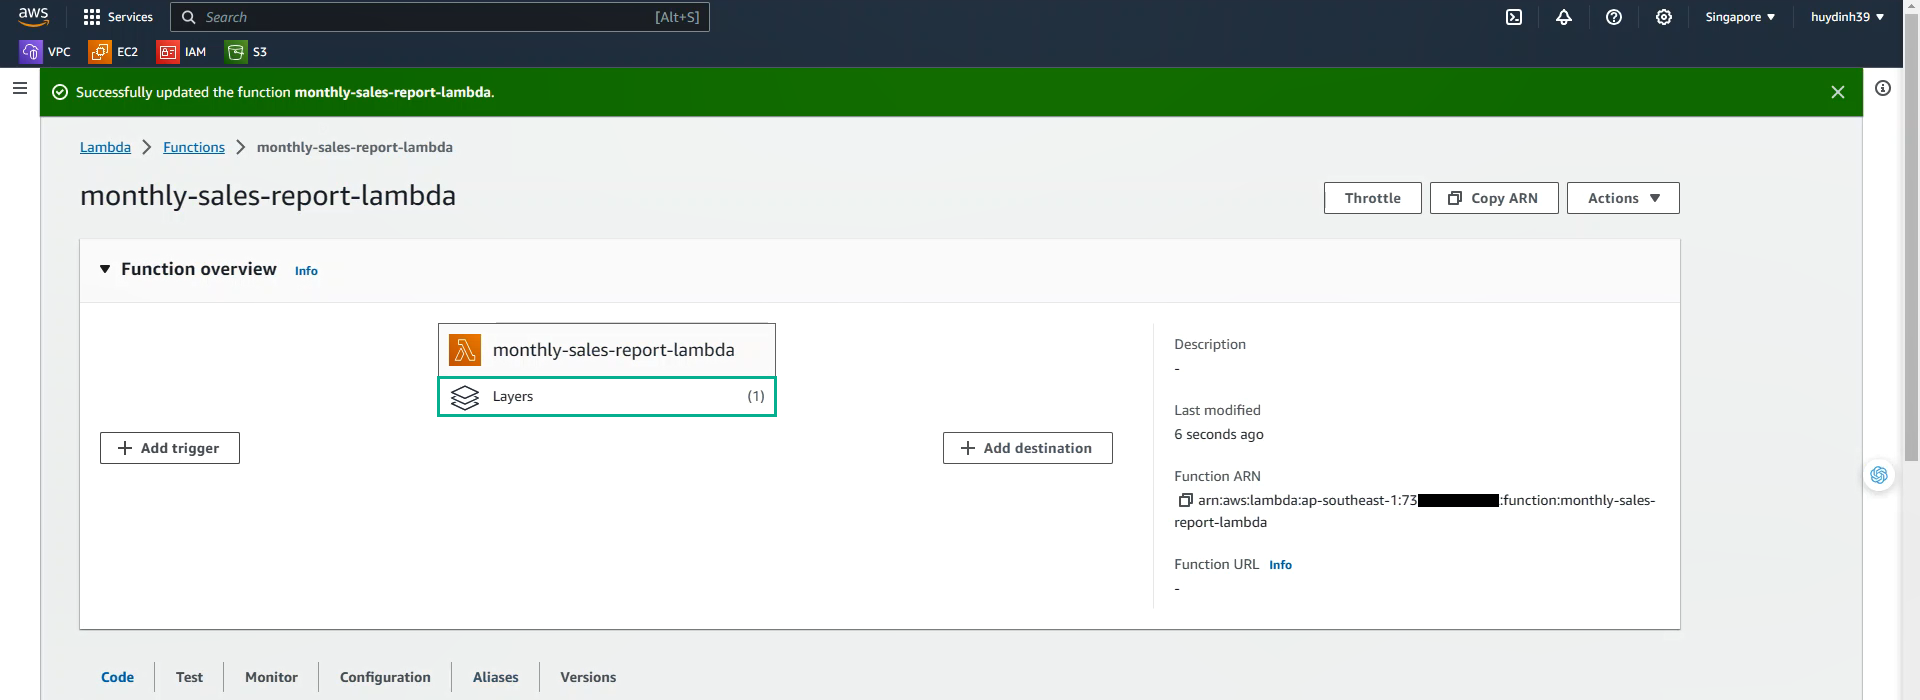 aws
Services
Search [Alt+S]
Singapore
huydinh39
VPC EC2 IAM S3
Successfully updated the function monthly-sales-report-lambda.
Lambda Functions monthly-sales-report-lambda
monthly-sales-report-lambda
Throttle Copy ARN Actions
Function overview Info
monthly-sales-report-lambda
Layers (1)
+ Add trigger
+ Add destination
Description
-
Last modified
6 seconds ago
Function ARN
arn:aws:lambda:ap-southeast-1:73 :function:monthly-sales-
report-lambda
Function URL Info
-
Code Test Monitor Configuration Aliases Versions